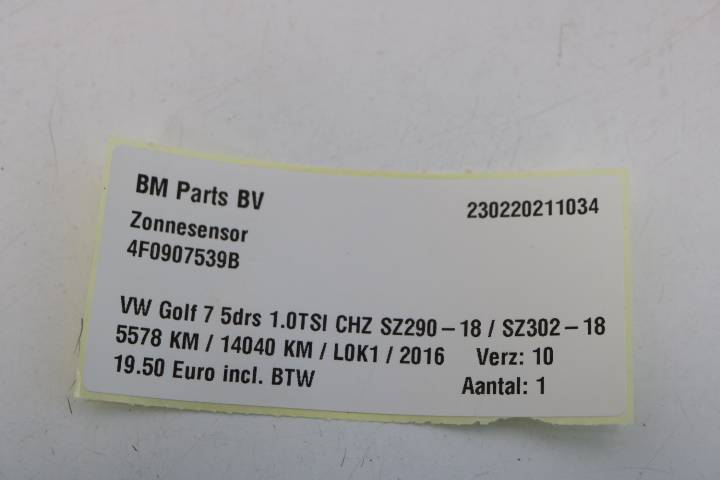 BM Parts BV
230220211034
Zonnesensor
4F0907539B
VW Golf 7 5drs 1.0TSI CHZ SZ290-18 / SZ302-18
5578 KM / 14040 KM / L0K1 / 2016 Verz: 10
19.50 Euro incl. BTW Aantal: 1